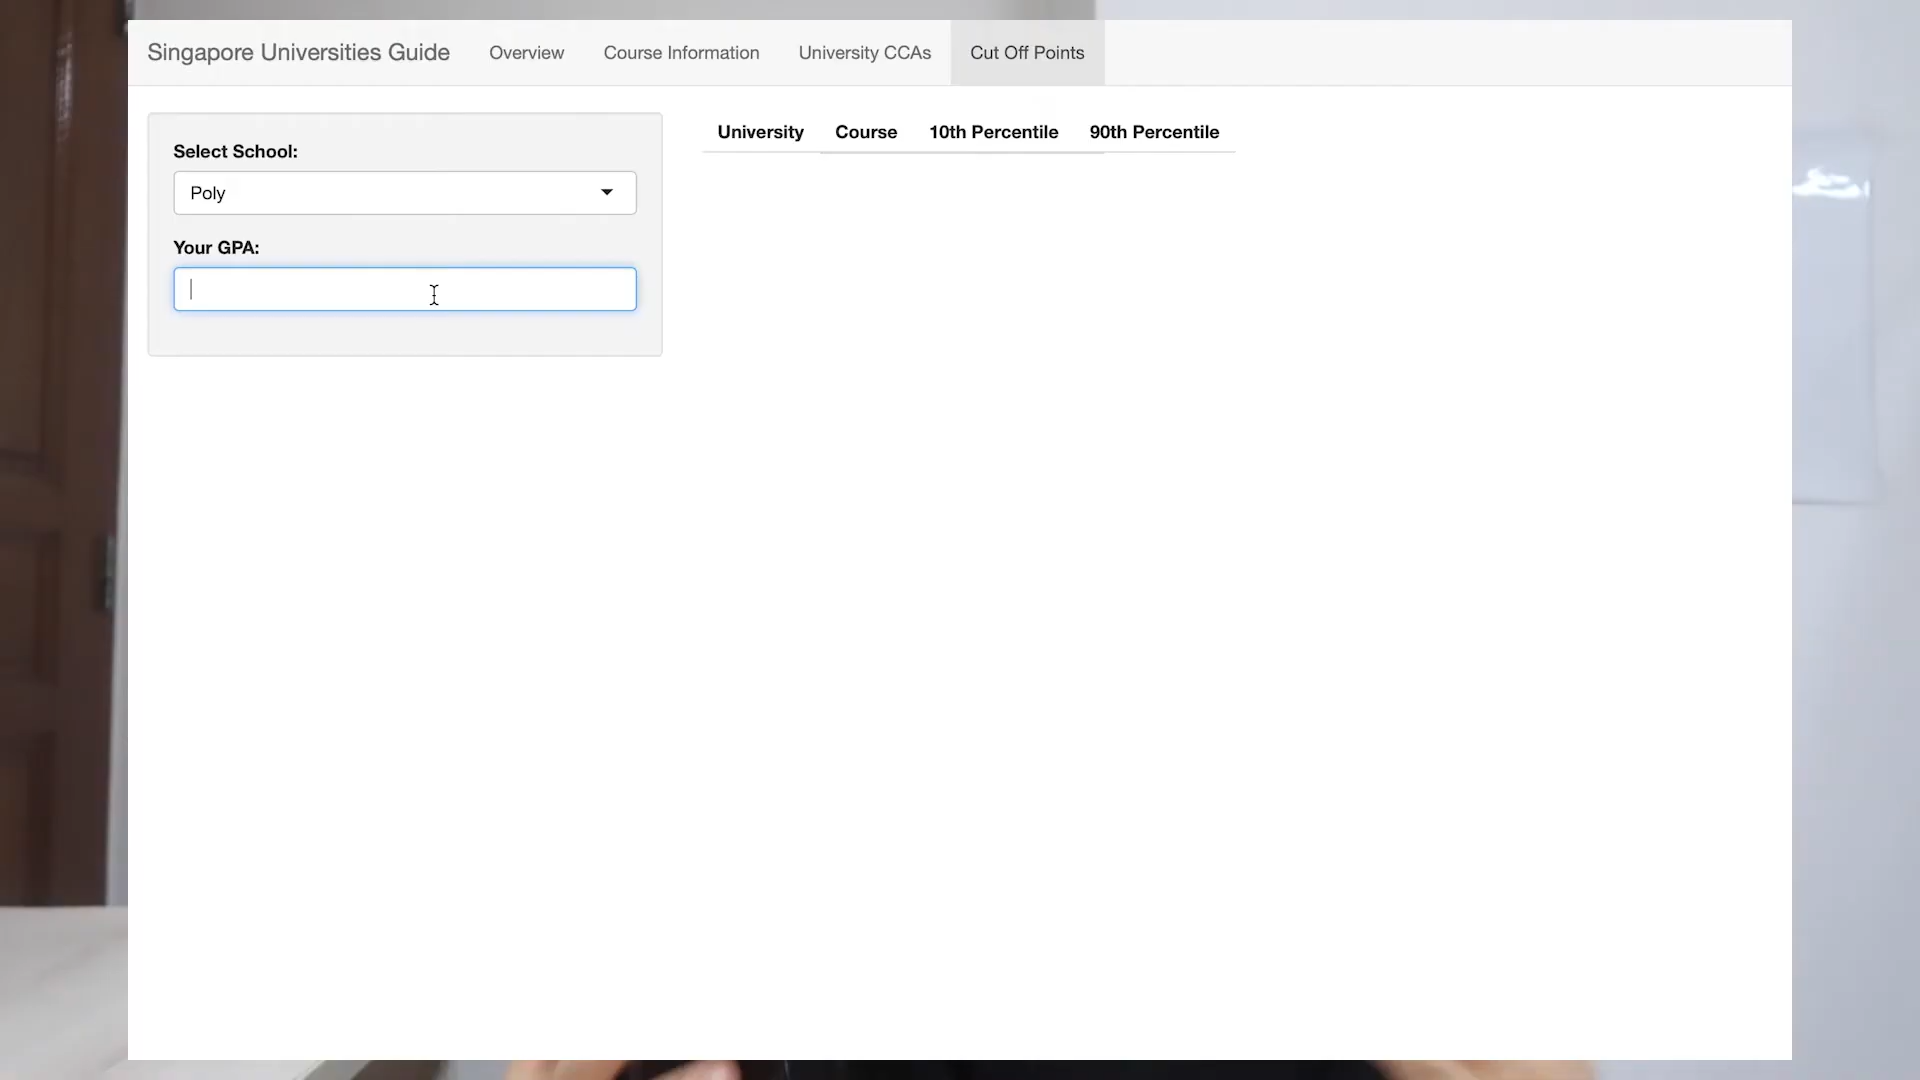 Singapore Universities Guide Overview Course Information University CCAs Cut Off Points
Select School:
Poly
Your GPA:
University Course 10th Percentile 90th Percentile